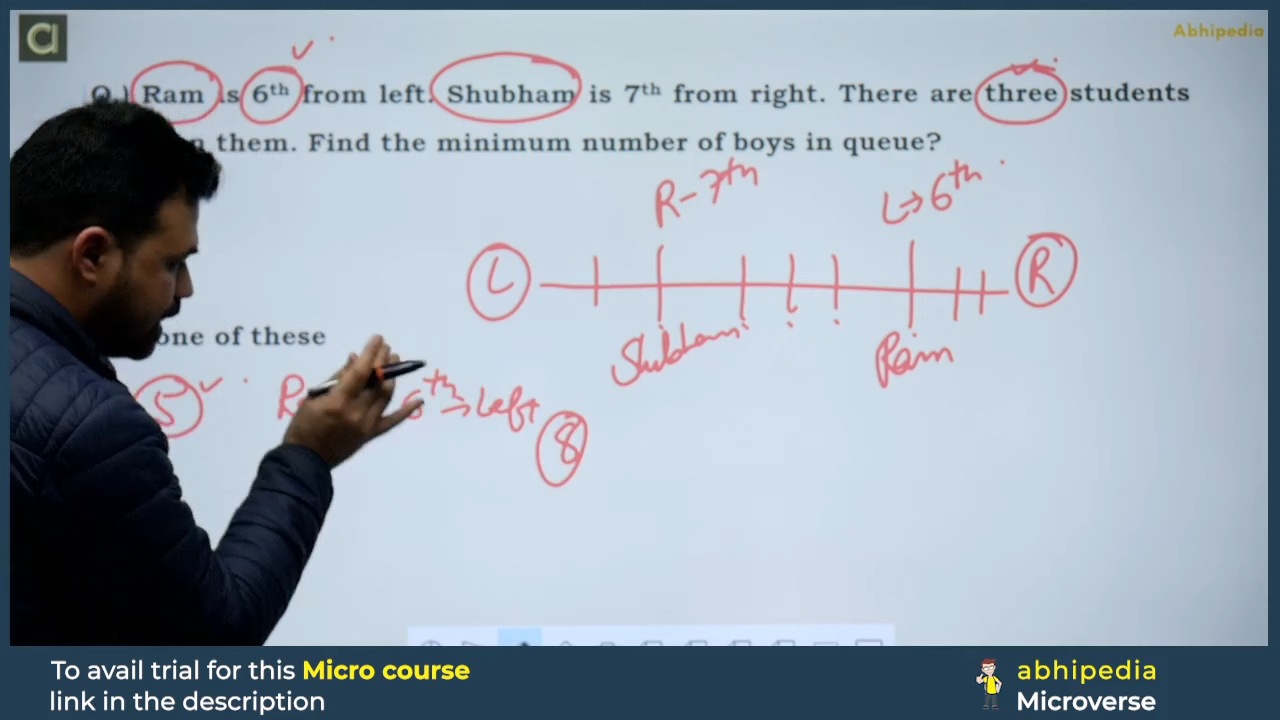 Abhipedia
Q.) Ram is 6th from left. Shubham is 7th from right. There are three students
them. Find the minimum number of boys in queue?
R-7th
L→6th
L
R
Shubham
Ram
one of these
5
6th → Left
8
To avail trial for this Micro course
link in the description
abhipedia
Microverse